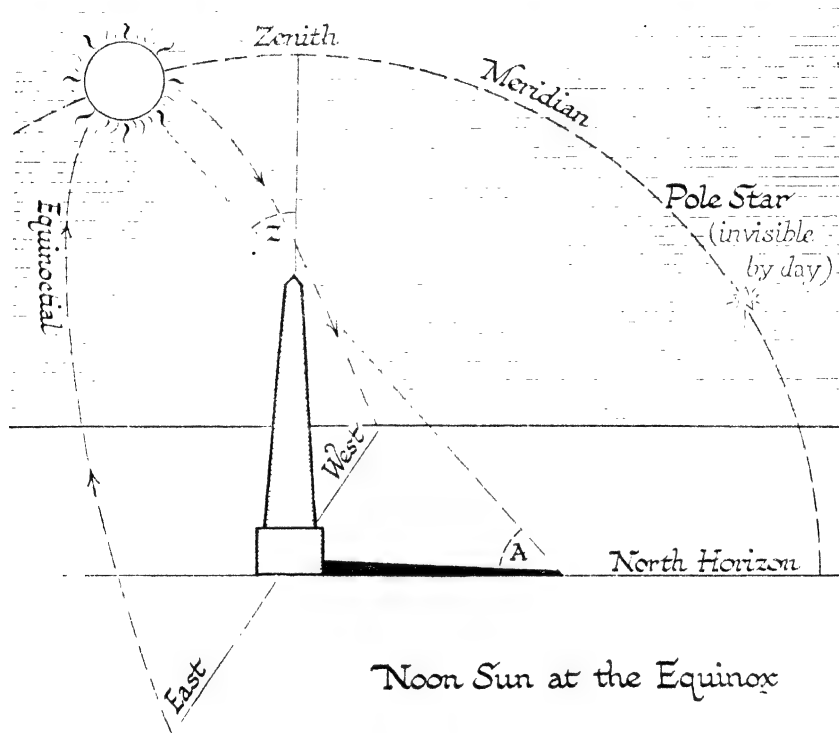 Zenith
Meridian
Pole Star
(invisible
by day)
Equinoctial
Z
West
A
North Horizon
East
Noon Sun at the Equinox